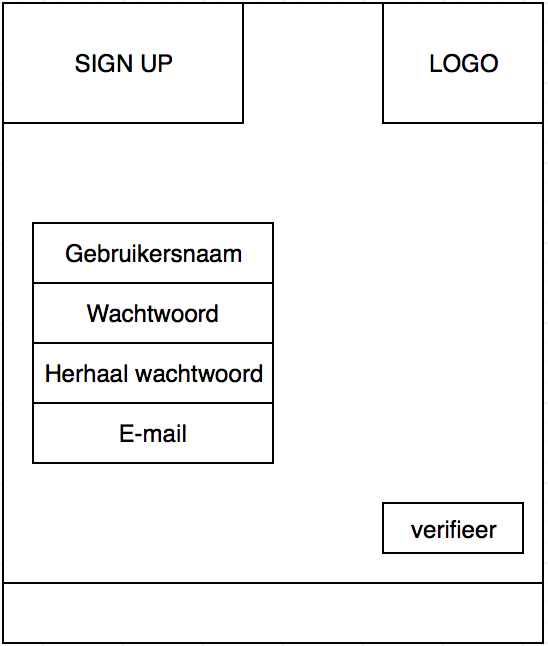 SIGN UP
LOGO
Gebruikersnaam
Wachtwoord
Herhaal wachtwoord
E-mail
verifieer